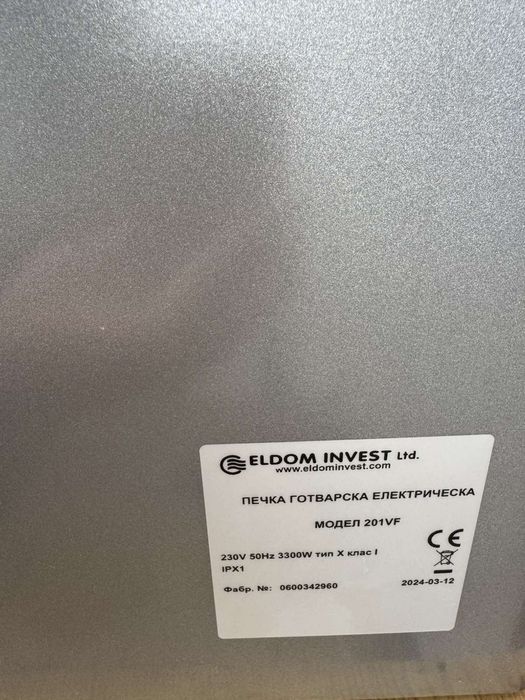 ELDOM INVEST Ltd.
www.eldominvest.com
ПЕЧКА ГОТВАРСКА ЕЛЕКТРИЧЕСКА
МОДЕЛ 201VF
CE
230V 50Hz 3300W тип X клас I
IPX1
Фабр. №: 0600342960 2024-03-12